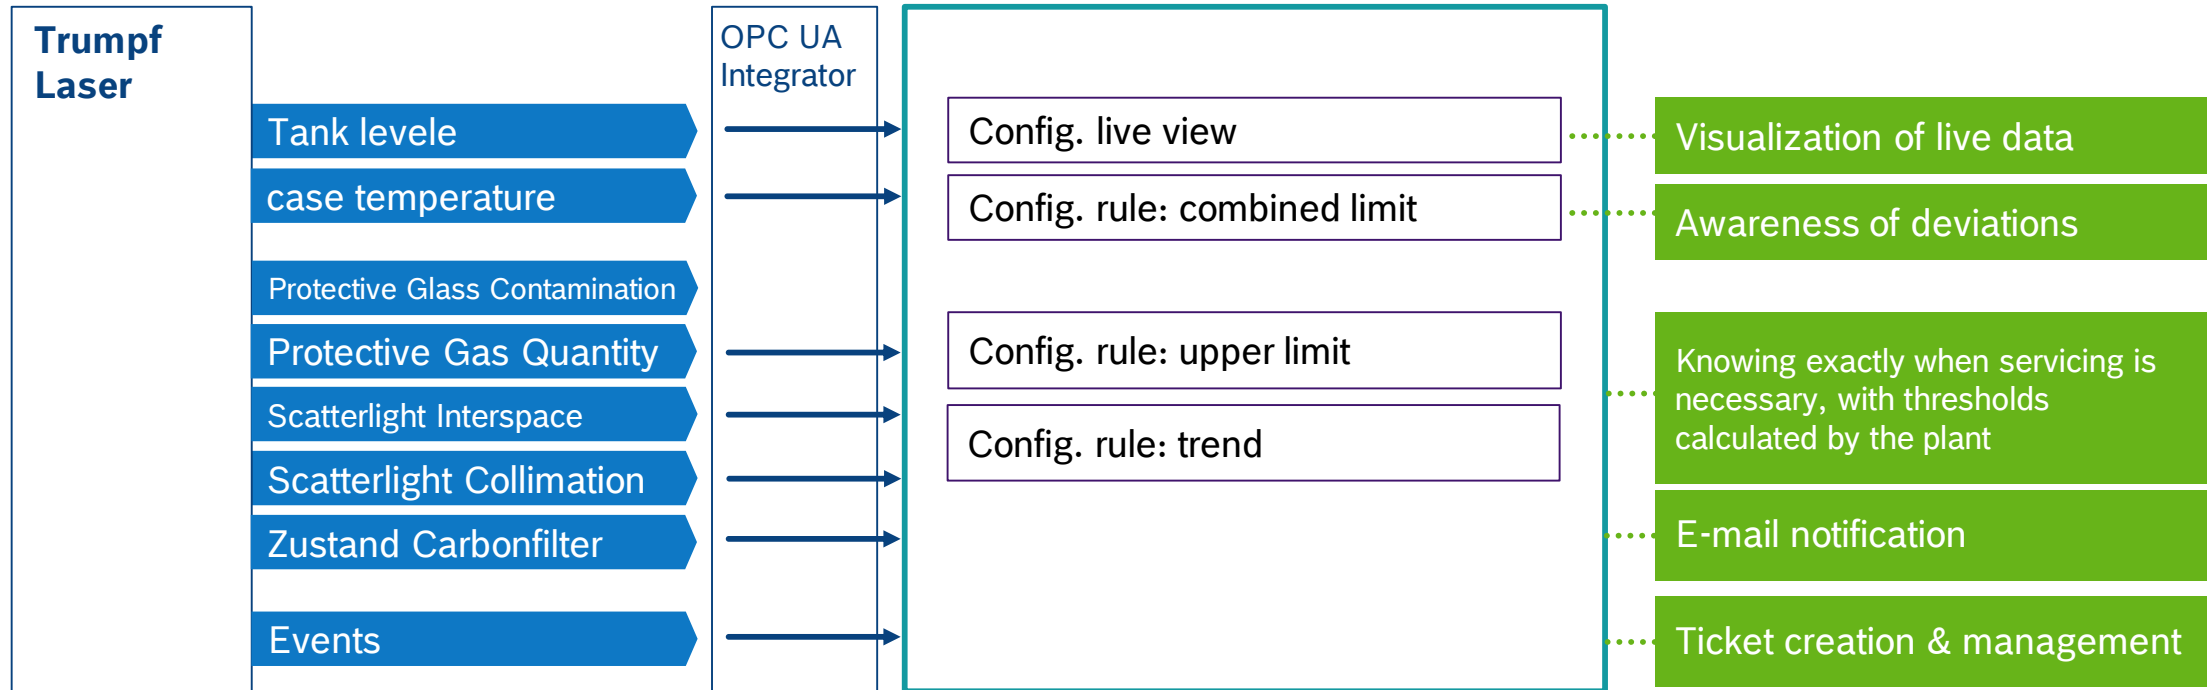 Trumpf
Laser
OPC UA
Integrator
Tank levele
case temperature
Protective Glass Contamination
Protective Gas Quantity
Scatterlight Interspace
Scatterlight Collimation
Zustand Carbonfilter
Events
Config. live view
Config. rule: combined limit
Config. rule: upper limit
Config. rule: trend
Visualization of live data
Awareness of deviations
Knowing exactly when servicing is
necessary, with thresholds
calculated by the plant
E-mail notification
Ticket creation & management